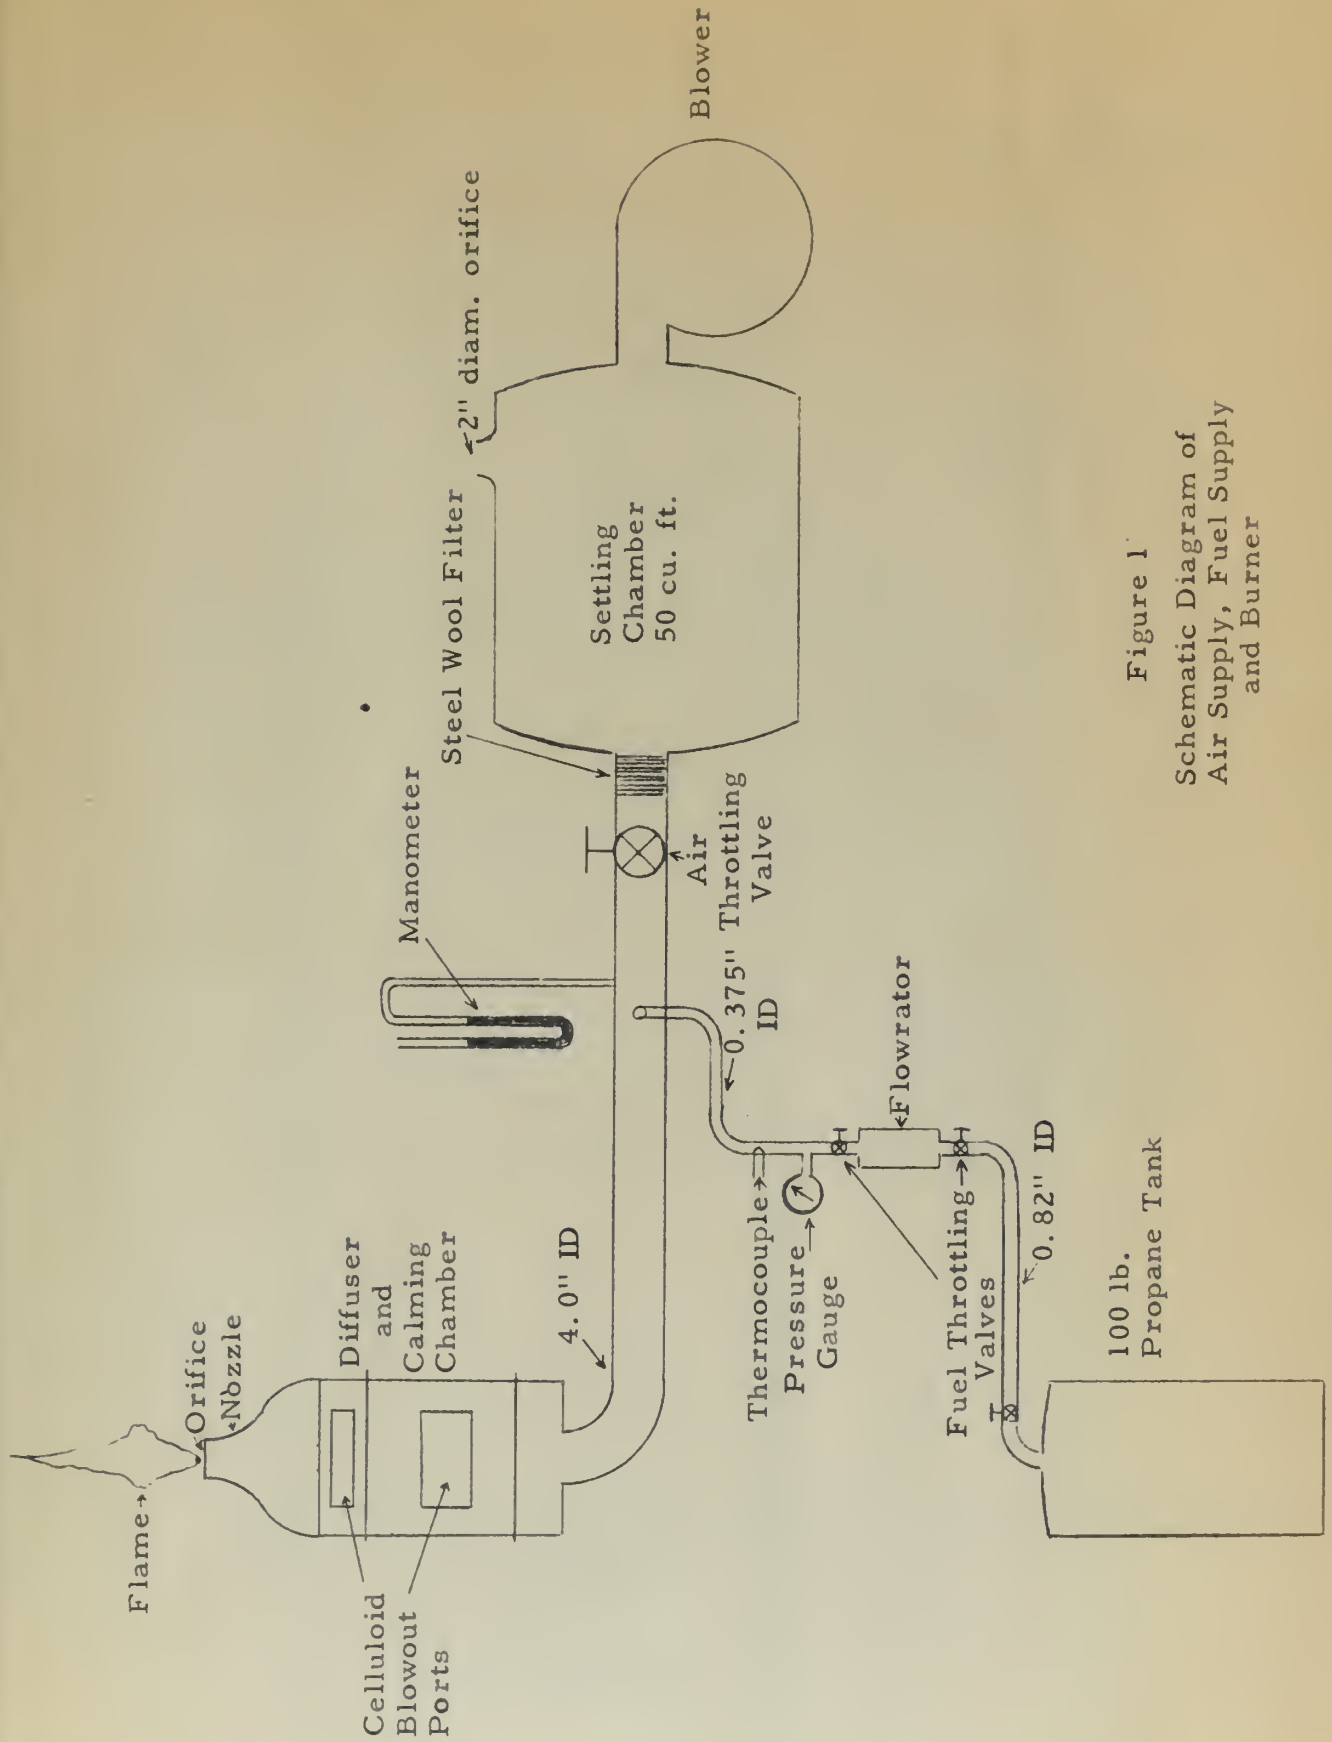 Flame
Orifice
Nozzle
Diffuser
and
Calming
Chamber
Celluloid
Blowout
Ports
4.0" ID
Manometer
Steel Wool Filter
2" diam. orifice
Blower
Settling
Chamber
50 cu. ft.
Air
Throttling
Valve
0.375"
ID
Thermocouple
Pressure
Gauge
Flowrator
Fuel Throttling
Valves
0.82" ID
100 lb.
Propane Tank
Figure 1
Schematic Diagram of
Air Supply, Fuel Supply
and Burner